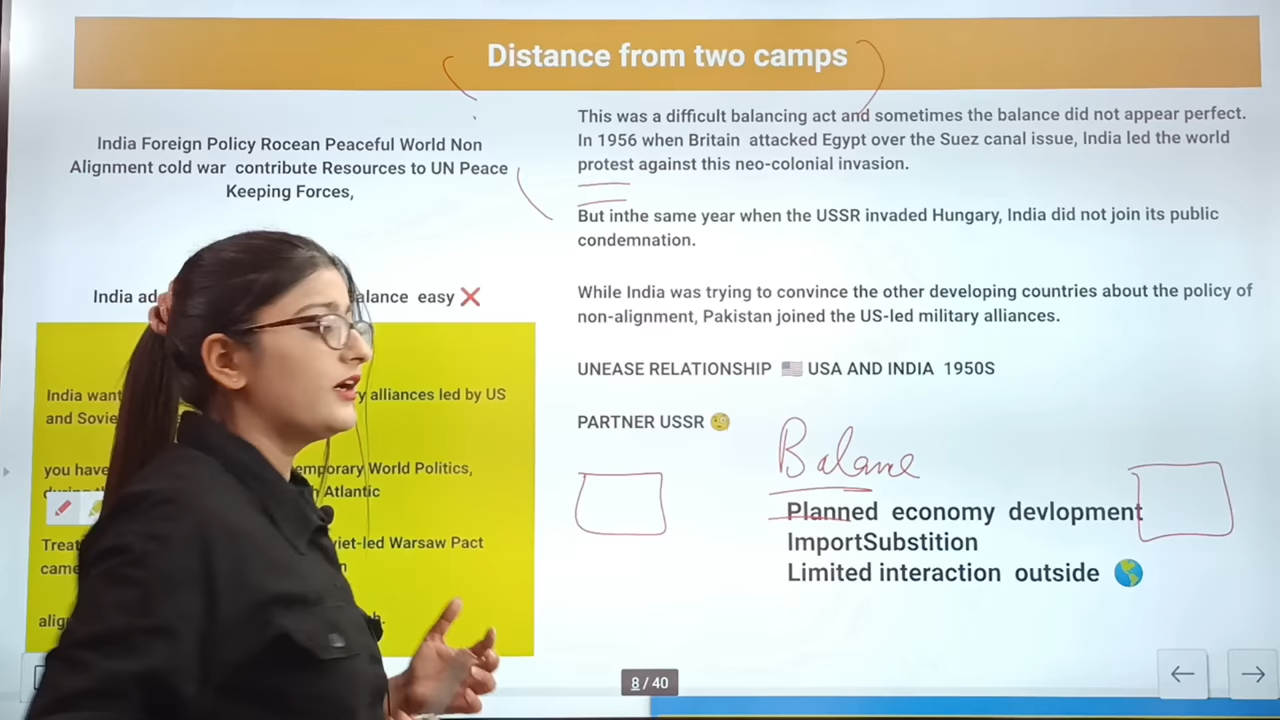 Distance from two camps
India Foreign Policy Rocean Peaceful World Non
Alignment cold war contribute Resources to UN Peace
Keeping Forces,
India ad alance easy ❌
India want y alliances led by US
and Sovie
you have emporary World Politics,
Atlantic
Treat viet-led Warsaw Pact
came
alig
This was a difficult balancing act and sometimes the balance did not appear perfect.
In 1956 when Britain attacked Egypt over the Suez canal issue, India led the world
protest against this neo-colonial invasion.
But inthe same year when the USSR invaded Hungary, India did not join its public
condemnation.
While India was trying to convince the other developing countries about the policy of
non-alignment, Pakistan joined the US-led military alliances.
UNEASE RELATIONSHIP 🇺🇸 USA AND INDIA 1950S
PARTNER USSR 🧐
Balance
Planned economy devlopment
ImportSubstition
Limited interaction outside 🌎
8 / 40